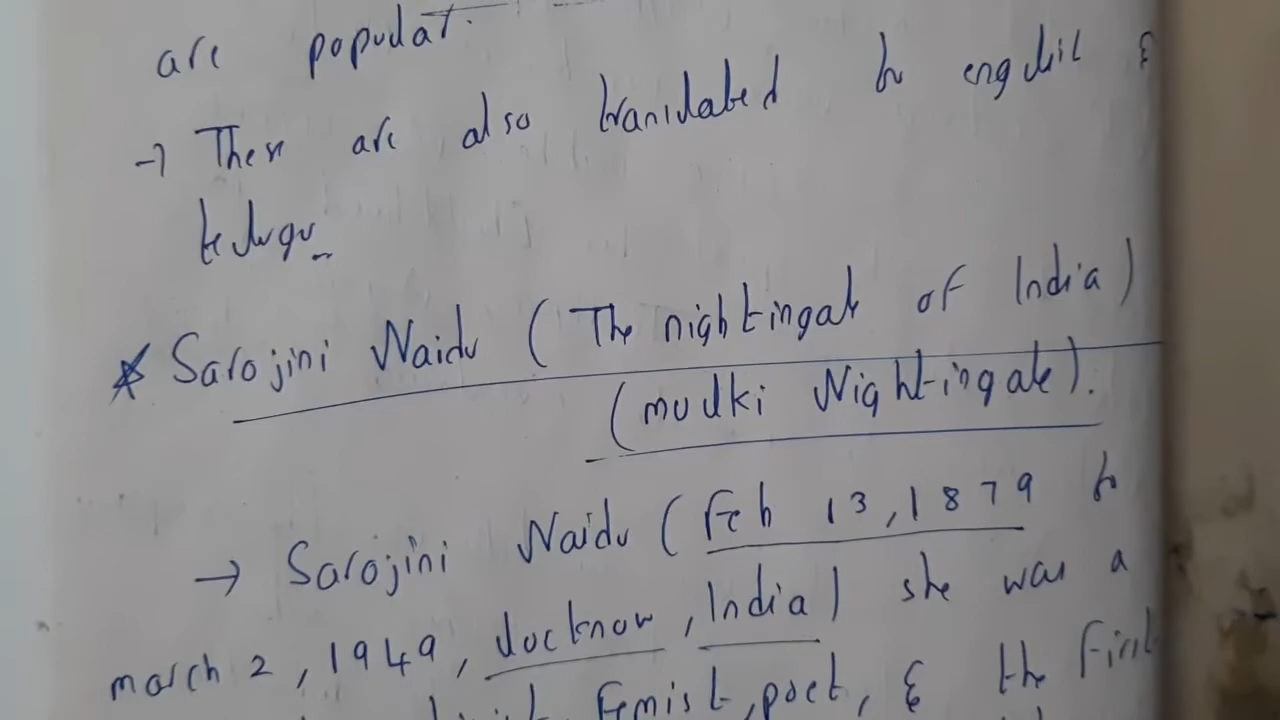 are popular.
→ There are also translated to english &
telugu
* Sarojini Naidu (The nightingale of India)
(mudki Nightingale).
→ Sarojini Naidu (Feb 13, 1879 to
march 2, 1949, lucknow, India) she was a
femist, poet, & the First